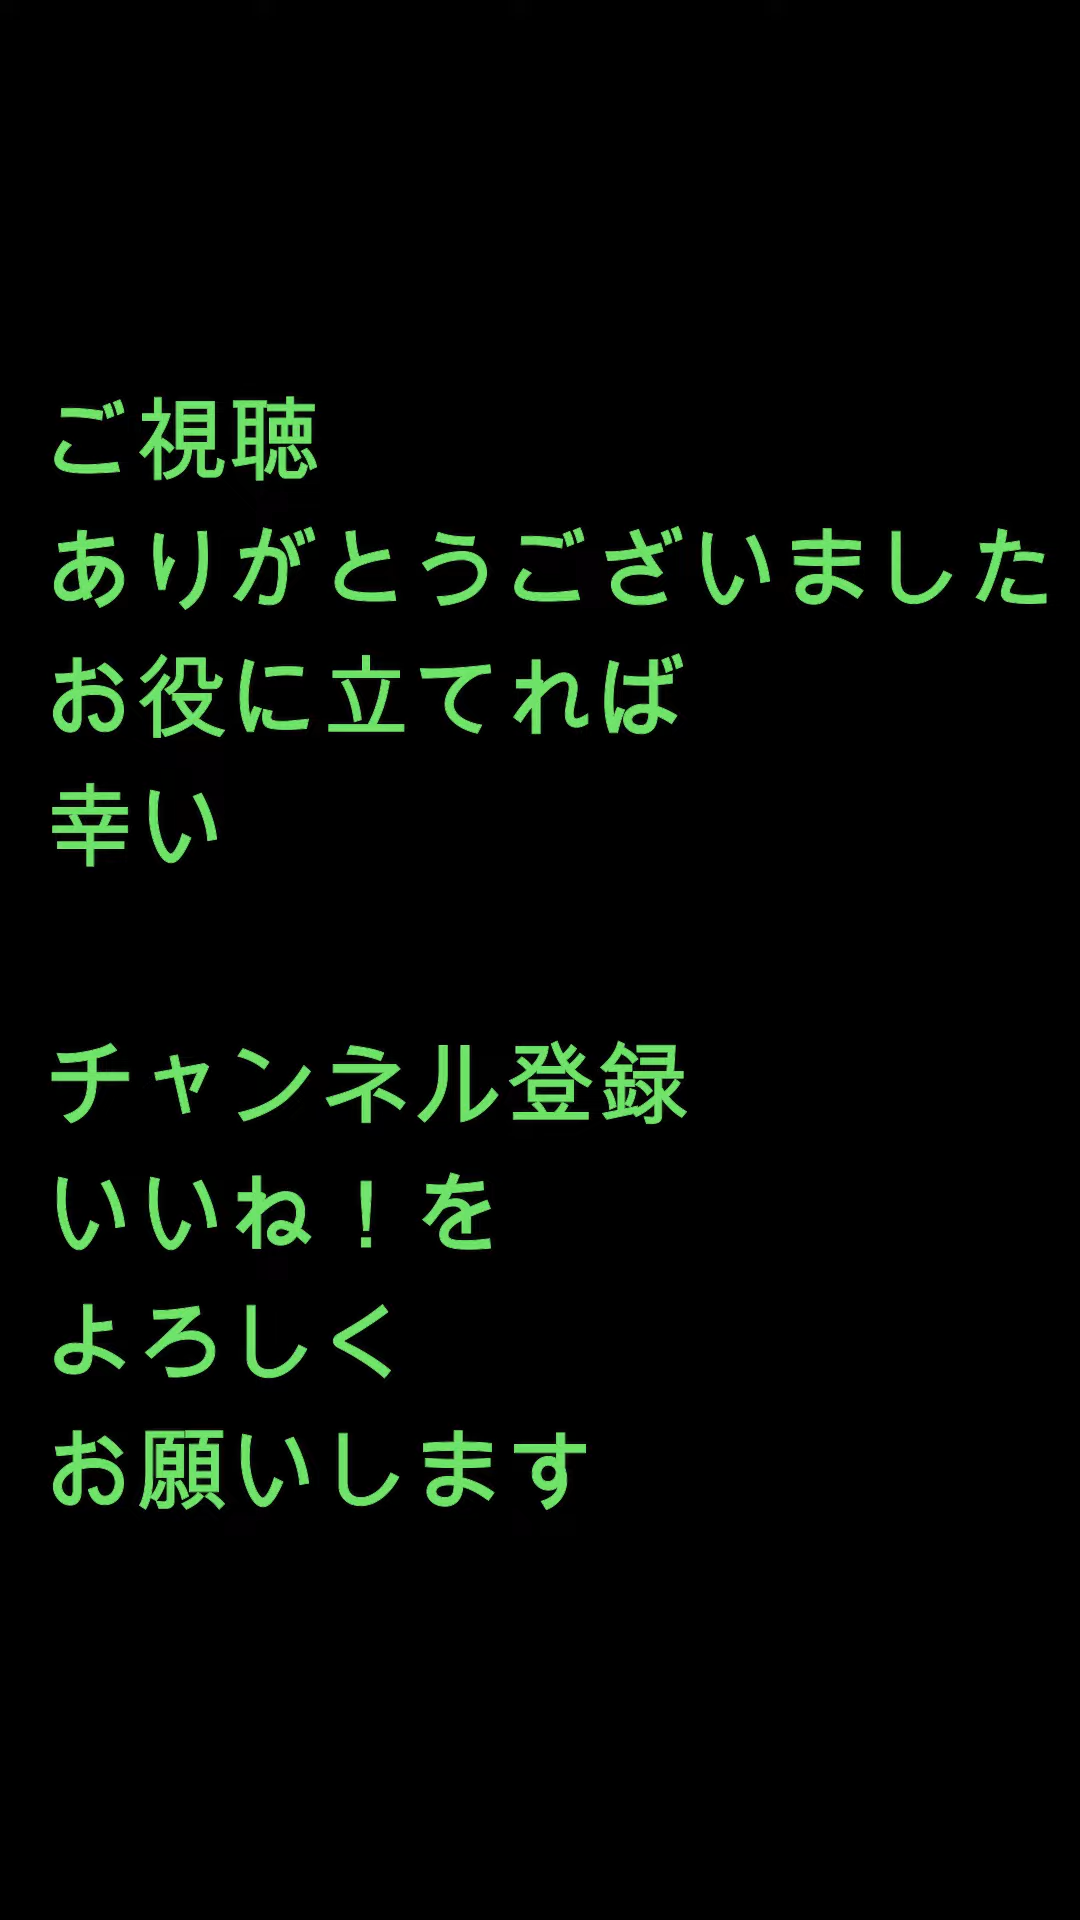 ご視聴
ありがとうございました
お役に立てれば
幸い
チャンネル登録
いいね！を
よろしく
お願いします